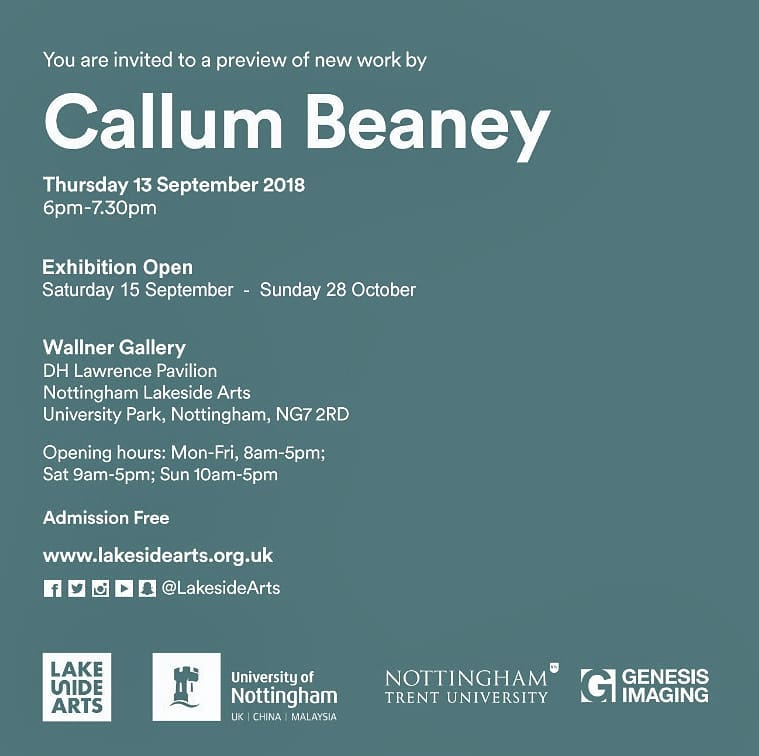 You are invited to a preview of new work by
Callum Beaney
Thursday 13 September 2018
6pm-7.30pm
Exhibition Open
Saturday 15 September - Sunday 28 October
Wallner Gallery
DH Lawrence Pavilion
Nottingham Lakeside Arts
University Park, Nottingham, NG7 2RD
Opening hours: Mon-Fri, 8am-5pm;
Sat 9am-5pm; Sun 10am-5pm
Admission Free
www.lakesidearts.org.uk
@LakesideArts
LAKE
SIDE
ARTS
University of
Nottingham
UK | CHINA | MALAYSIA
NOTTINGHAM
TRENT UNIVERSITY
G GENESIS
IMAGING